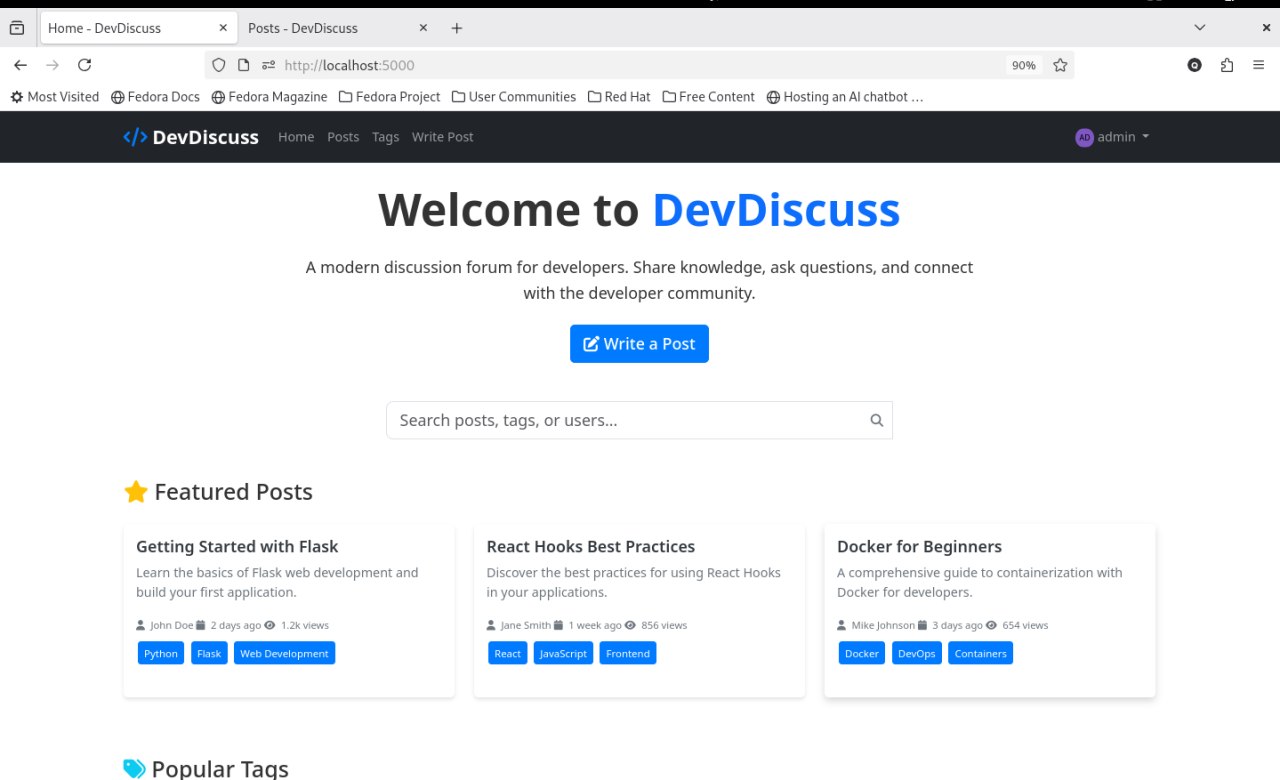 Home - DevDiscuss
Posts - DevDiscuss
http://localhost:5000
90%
Most Visited Fedora Docs Fedora Magazine Fedora Project User Communities Red Hat Free Content Hosting an AI chatbot …
</> DevDiscuss Home Posts Tags Write Post AD admin
Welcome to DevDiscuss
A modern discussion forum for developers. Share knowledge, ask questions, and connect
with the developer community.
Write a Post
Search posts, tags, or users...
Featured Posts
Getting Started with Flask
Learn the basics of Flask web development and
build your first application.
John Doe 2 days ago 1.2k views
Python Flask Web Development
React Hooks Best Practices
Discover the best practices for using React Hooks
in your applications.
Jane Smith 1 week ago 856 views
React JavaScript Frontend
Docker for Beginners
A comprehensive guide to containerization with
Docker for developers.
Mike Johnson 3 days ago 654 views
Docker DevOps Containers
Popular Tags